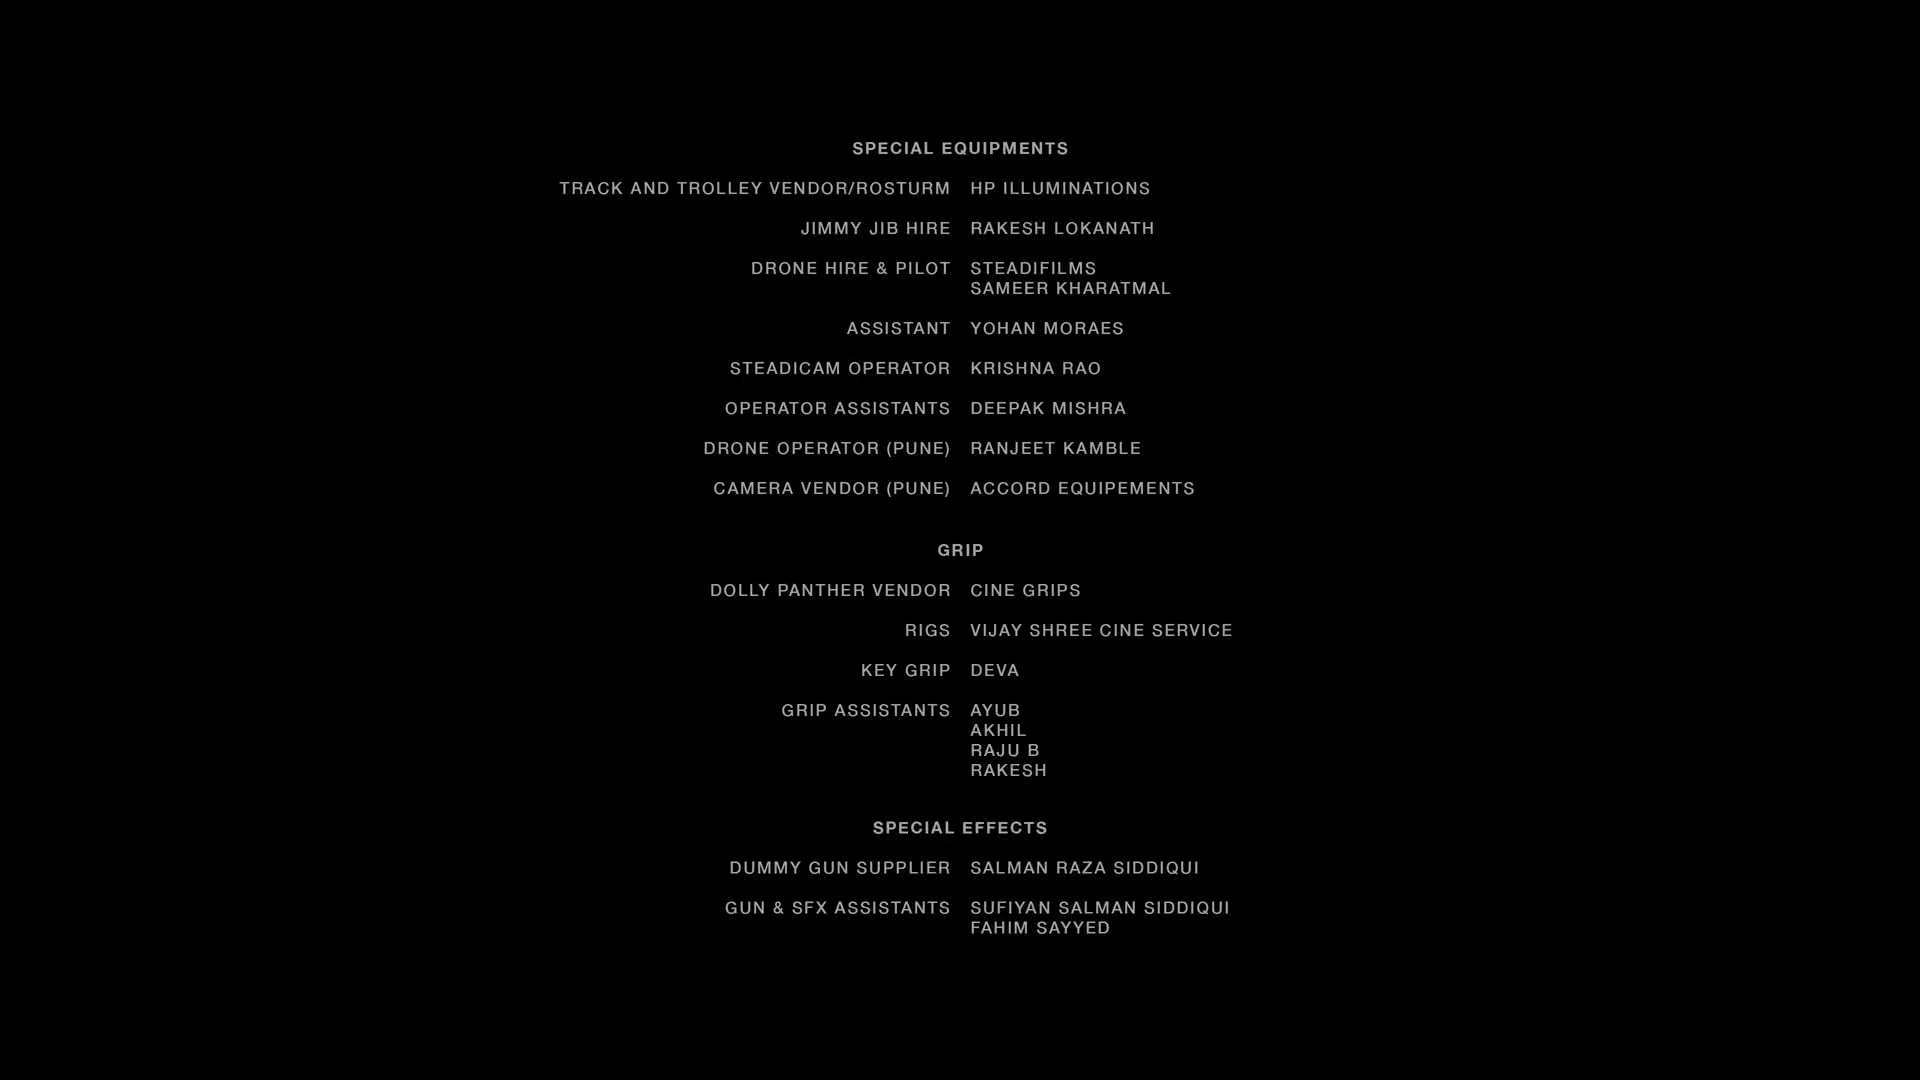 SPECIAL EQUIPMENTS
TRACK AND TROLLEY VENDOR/ROSTURM HP ILLUMINATIONS
JIMMY JIB HIRE RAKESH LOKANATH
DRONE HIRE & PILOT STEADIFILMS
SAMEER KHARATMAL
ASSISTANT YOHAN MORAES
STEADICAM OPERATOR KRISHNA RAO
OPERATOR ASSISTANTS DEEPAK MISHRA
DRONE OPERATOR (PUNE) RANJEET KAMBLE
CAMERA VENDOR (PUNE) ACCORD EQUIPEMENTS
GRIP
DOLLY PANTHER VENDOR CINE GRIPS
RIGS VIJAY SHREE CINE SERVICE
KEY GRIP DEVA
GRIP ASSISTANTS AYUB
AKHIL
RAJU B
RAKESH
SPECIAL EFFECTS
DUMMY GUN SUPPLIER SALMAN RAZA SIDDIQUI
GUN & SFX ASSISTANTS SUFIYAN SALMAN SIDDIQUI
FAHIM SAYYED